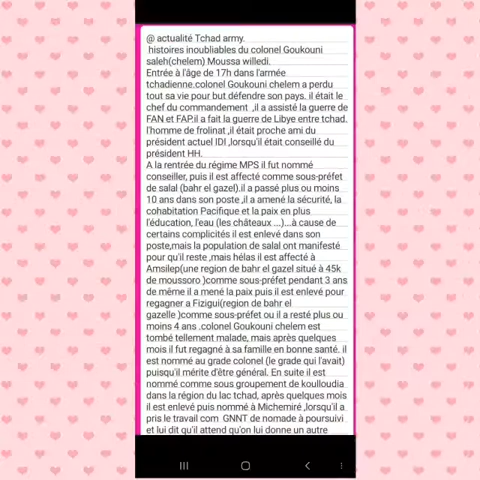 @ actualité Tchad army.
histoires inoubliables du colonel Goukouni
saleh(chelem) Moussa willedi.
Entrée à l'âge de 17h dans l'armée
tchadienne.colonel Goukouni chelem a perdu
tout sa vie pour but défendre son pays. il était le
chef du commandement ,il a assisté la guerre de
FAN et FAP.il a fait la guerre de Libye entre tchad.
l'homme de frolinat ,il était proche ami du
président actuel IDI ,lorsqu'il était conseillé du
président HH.
A la rentrée du régime MPS il fut nommé
conseiller, puis il est affecté comme sous-préfet
de salal (bahr el gazel).il a passé plus ou moins
10 ans dans son poste ,il a amené la sécurité, la
cohabitation Pacifique et la paix en plus
l'éducation, l'eau (les châteaux ...)...à cause de
certains complicités il est enlevé dans son
poste,mais la population de salal ont manifesté
pour qu'il reste ,mais hélas il est affecté à
Amsilep(une region de bahr el gazel situé à 45k
de moussoro )comme sous-préfet pendant 3 ans
de même il a mené la paix puis il est enlevé pour
regagner a Fizigui(region de bahr el
gazelle )comme sous-préfet ou il a resté plus ou
moins 4 ans .colonel Goukouni chelem est
tombé tellement malade, mais après quelques
mois il fut regagné à sa famille en bonne santé. il
est nommé au grade colonel (le grade qui l'avait)
puisqu'il mérite d'être général. En suite il est
nommé comme sous groupement de koulloudia
dans la région du lac tchad, après quelques mois
il est enlevé puis nommé à Michemiré ,lorsqu'il a
pris le travail com  GNNT de nomade à poursuivi
et lui dit qu'il attend qu'on lui donne un autre